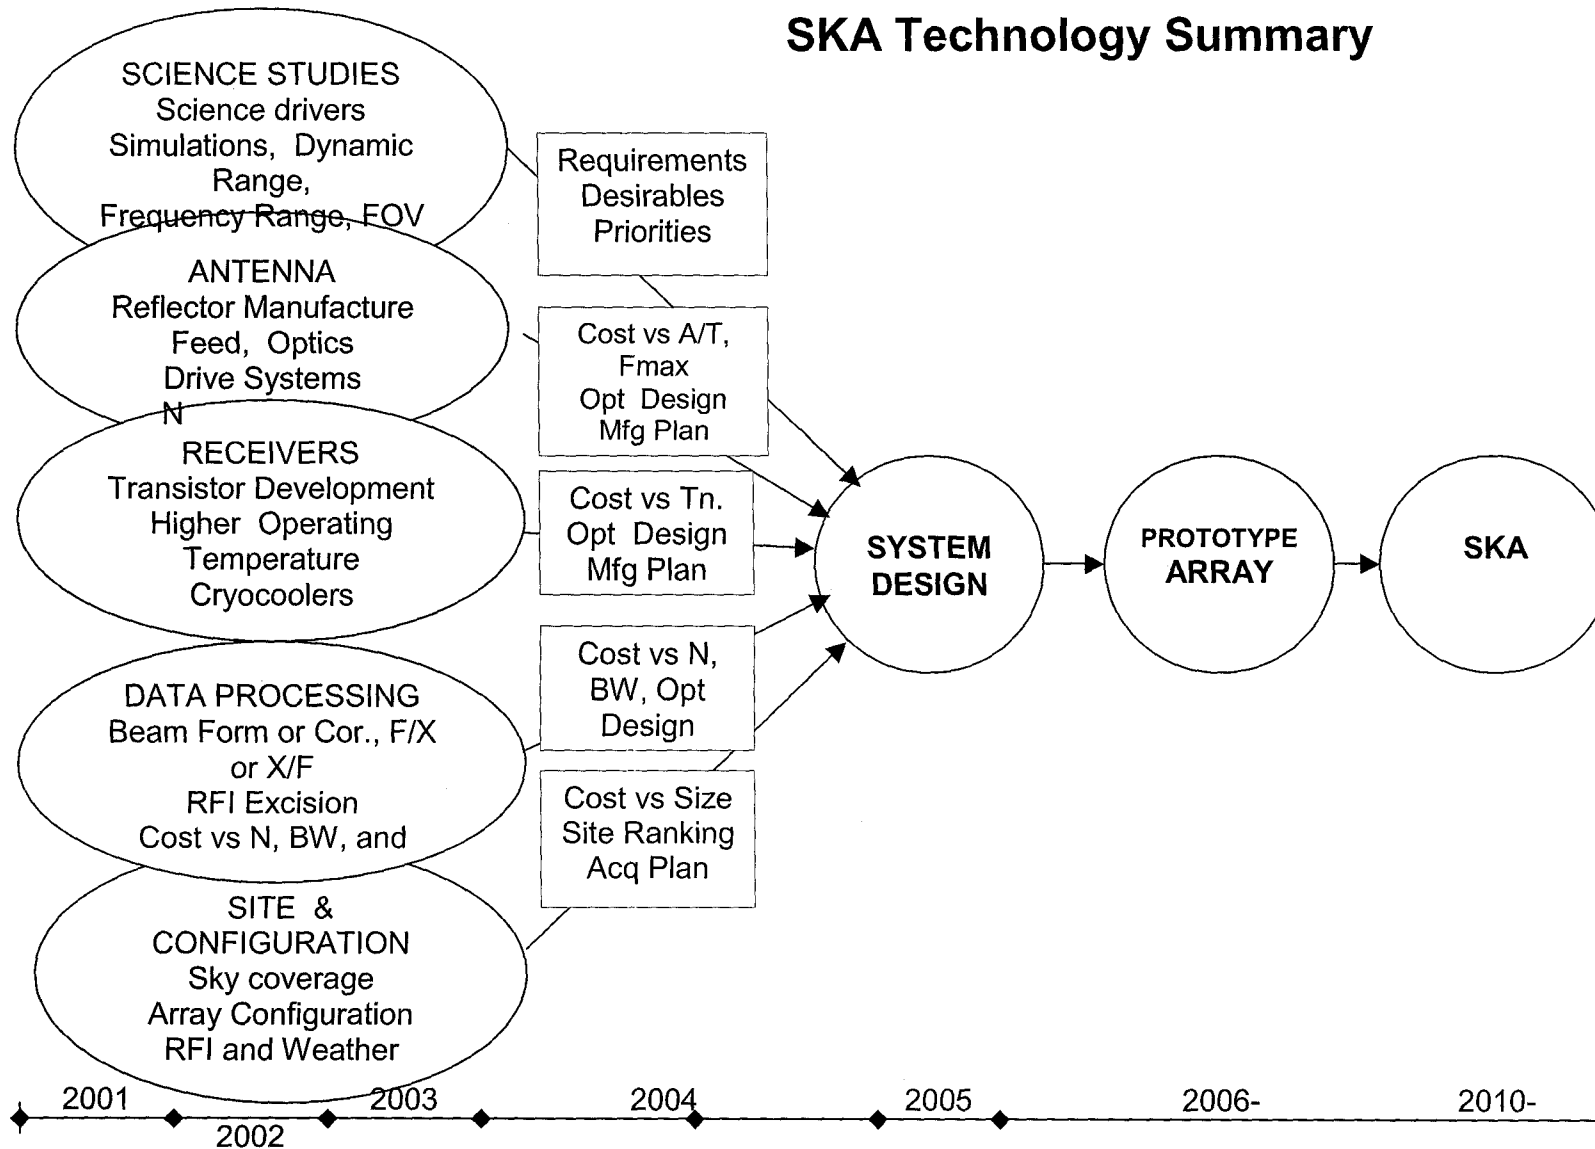 SKA Technology Summary
SCIENCE STUDIES
Science drivers
Simulations, Dynamic
Range,
Frequency Range, FOV
ANTENNA
Reflector Manufacture
Feed, Optics
Drive Systems
N
RECEIVERS
Transistor Development
Higher Operating
Temperature
Cryocoolers
DATA PROCESSING
Beam Form or Cor., F/X
or X/F
RFI Excision
Cost vs N, BW, and
SITE &
CONFIGURATION
Sky coverage
Array Configuration
RFI and Weather
Requirements
Desirables
Priorities
Cost vs A/T,
Fmax
Opt Design
Mfg Plan
Cost vs Tn.
Opt Design
Mfg Plan
Cost vs N,
BW, Opt
Design
Cost vs Size
Site Ranking
Acq Plan
SYSTEM
DESIGN
PROTOTYPE
ARRAY
SKA
2001
2002
2003
2004
2005
2006-
2010-